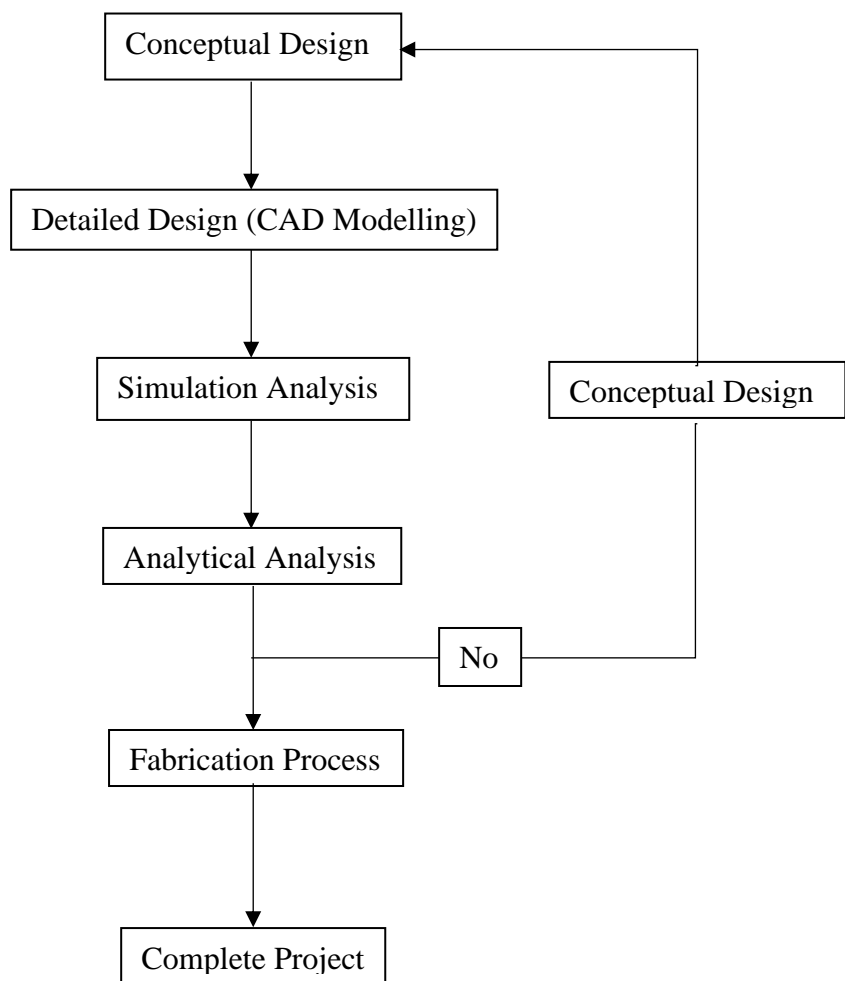 Conceptual Design
Detailed Design (CAD Modelling)
Simulation Analysis
Conceptual Design
Analytical Analysis
No
Fabrication Process
Complete Project